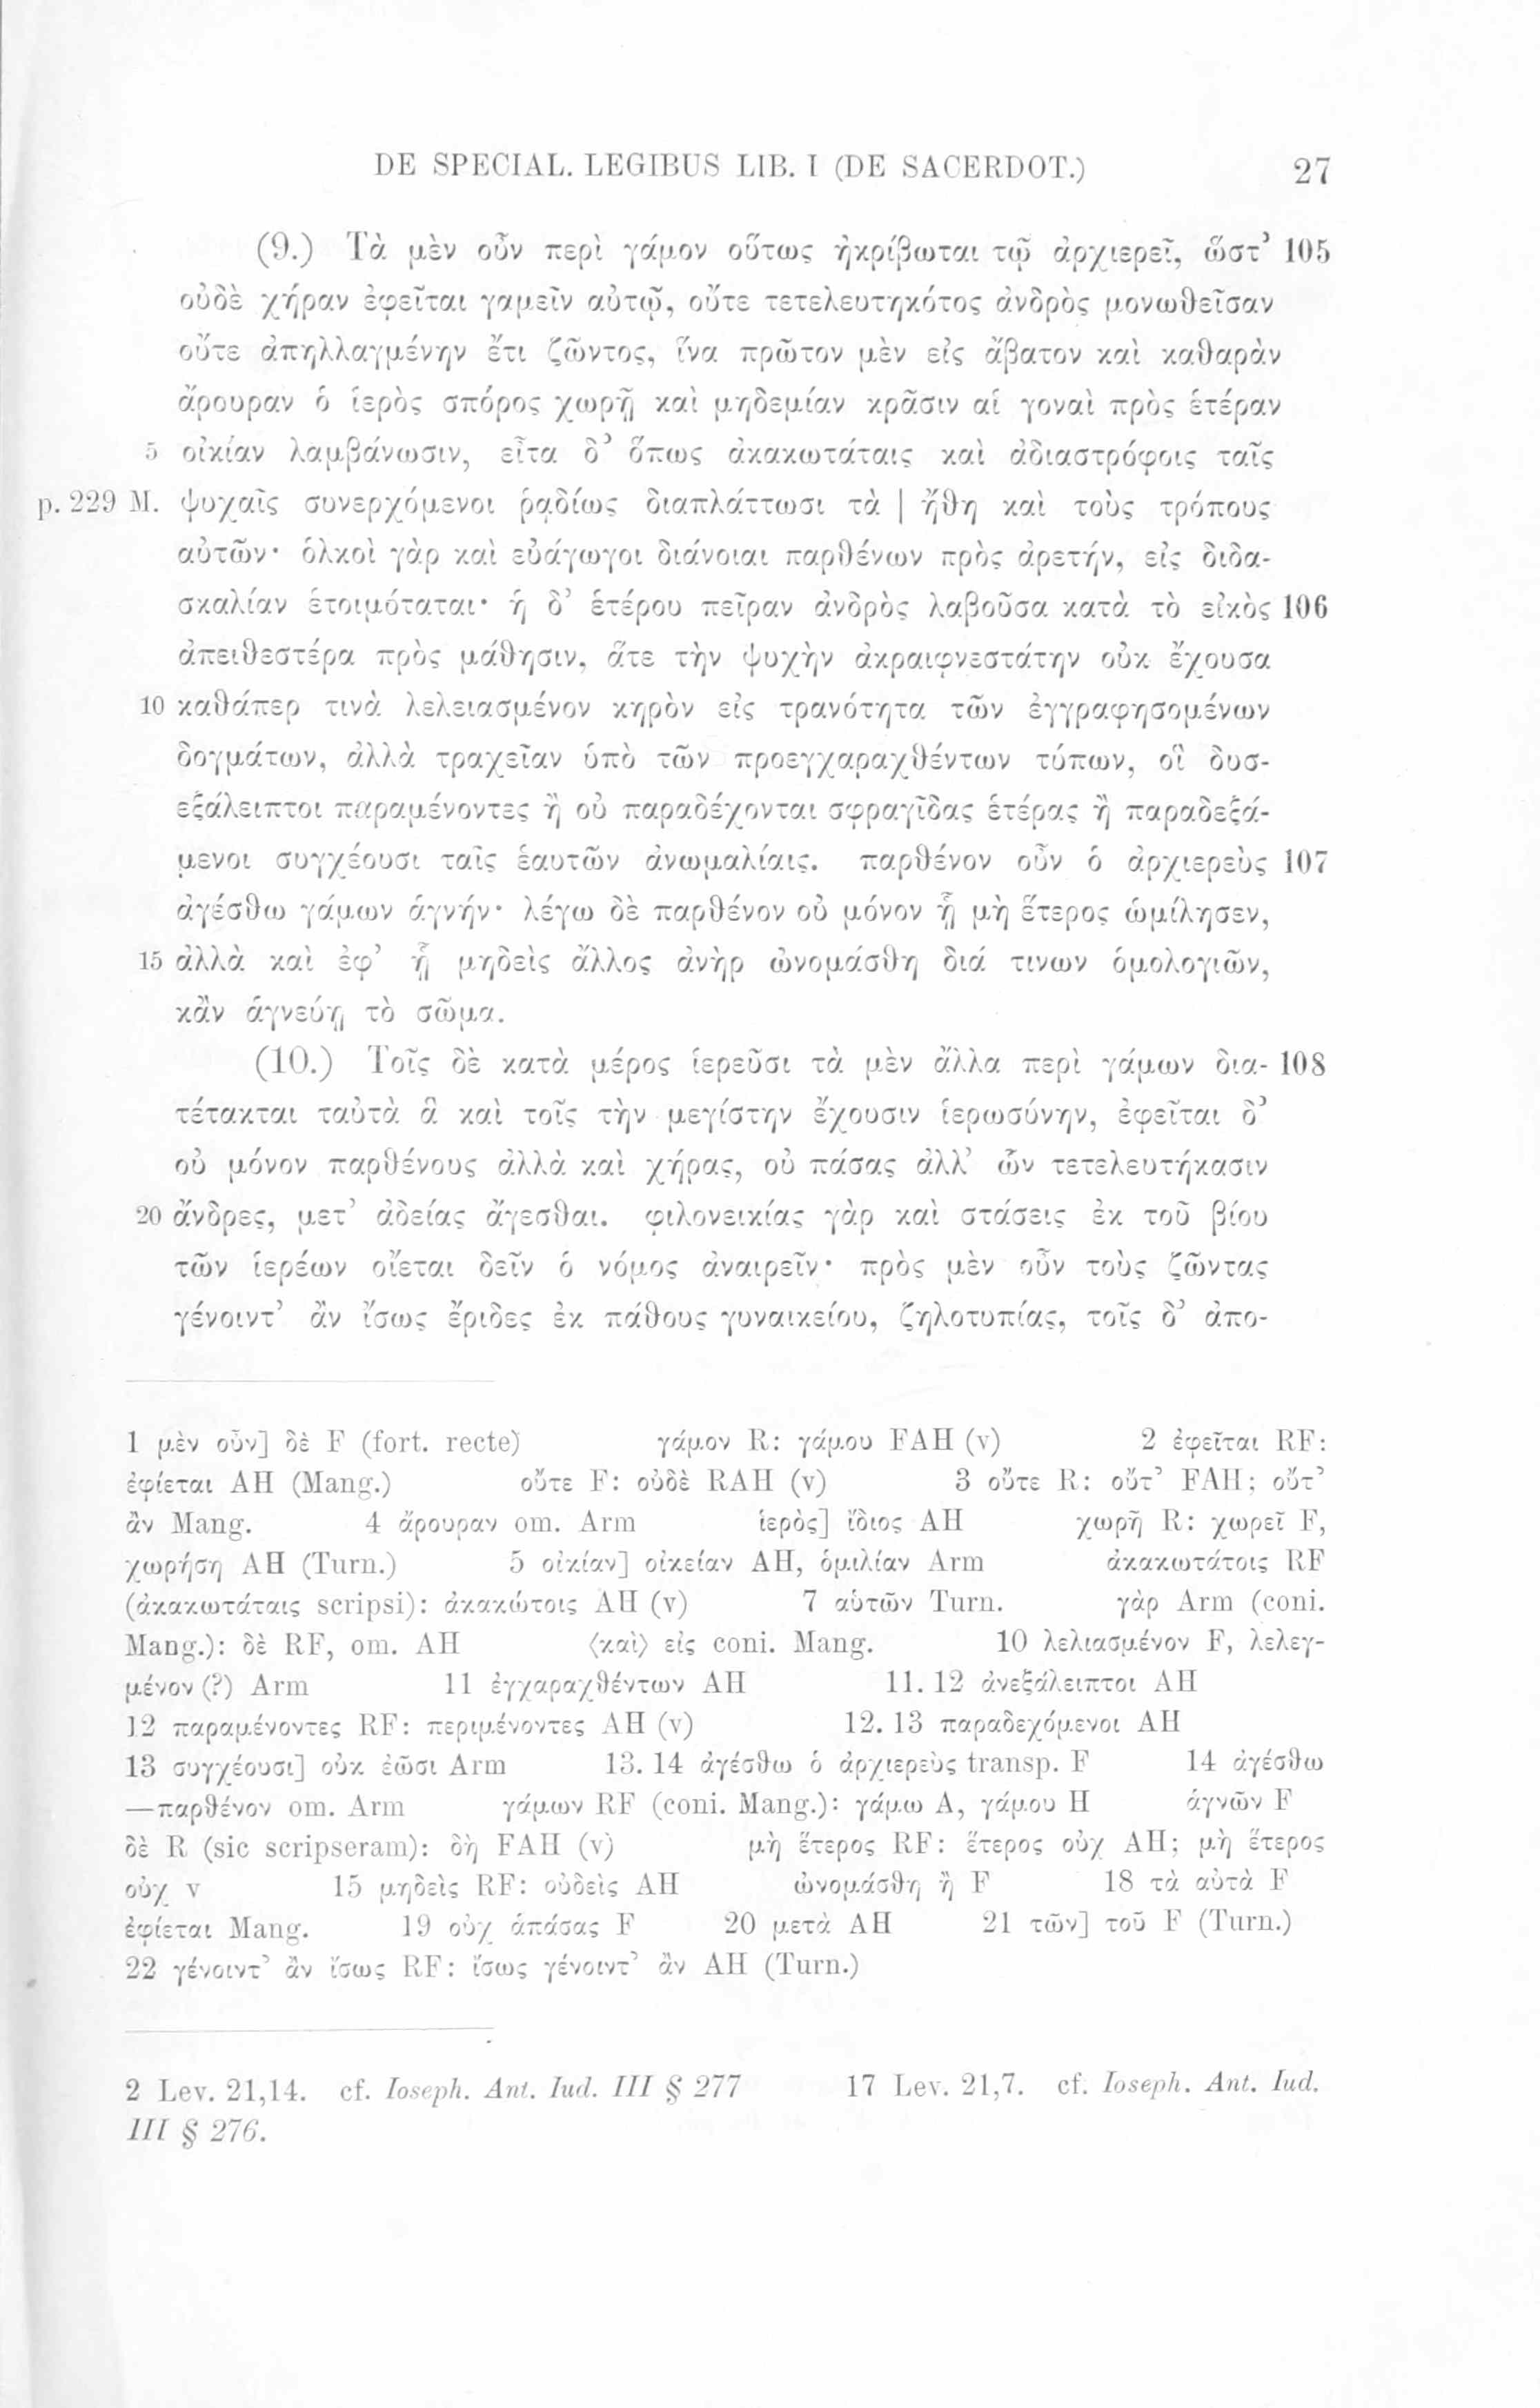 DE SPECIAL. LEGIBUS LIB. I (DE SACERDOT.) 27
(9.) Τὰ μὲν οὖν περὶ γάμον οὕτως ἠκρίβωται τῷ ἀρχιερεῖ, ὥστ’ 105
οὐδὲ χήραν ἐφεῖται γαμεῖν αὐτῷ, οὔτε τετελευτηκότος ἀνδρὸς μονωθεῖσαν
οὔτε ἀπηλλαγμένην ἔτι ζῶντος, ἵνα πρῶτον μὲν εἰς ἄβατον καὶ καθαρὰν
ἄρουραν ὁ ἱερὸς σπόρος χωρῇ καὶ μηδεμίαν κρᾶσιν αἱ γοναὶ πρὸς ἑτέραν
5 οἰκίαν λαμβάνωσιν, εἶτα δ’ ὅπως ἀκακωτάταις καὶ ἀδιαστρόφοις ταῖς
p. 229 M. ψυχαῖς συνερχόμενοι ῥᾳδίως διαπλάττωσι τὰ | ἤθη καὶ τοὺς τρόπους
αὐτῶν· ὁλκοὶ γὰρ καὶ εὐάγωγοι διάνοιαι παρθένων πρὸς ἀρετήν, εἰς διδα-
σκαλίαν ἑτοιμόταται· ἡ δ’ ἑτέρου πεῖραν ἀνδρὸς λαβοῦσα κατὰ τὸ εἰκὸς 106
ἀπειθεστέρα πρὸς μάθησιν, ἅτε τὴν ψυχὴν ἀκραιφνεστάτην οὐκ ἔχουσα
10 καθάπερ τινὰ λελειασμένον κηρὸν εἰς τρανότητα τῶν ἐγγραφησομένων
δογμάτων, ἀλλὰ τραχεῖαν ὑπὸ τῶν προεγχαραχθέντων τύπων, οἳ δυσ-
εξάλειπτοι παραμένοντες ἢ οὐ παραδέχονται σφραγῖδας ἑτέρας ἢ παραδεξά-
μενοι συγχέουσι ταῖς ἑαυτῶν ἀνωμαλίαις. παρθένον οὖν ὁ ἀρχιερεὺς 107
ἀγέσθω γάμων ἁγνήν· λέγω δὲ παρθένον οὐ μόνον ᾗ μὴ ἕτερος ὡμίλησεν,
15 ἀλλὰ καὶ ἐφ’ ᾗ μηδεὶς ἄλλος ἀνὴρ ὠνομάσθη διά τινων ὁμολογιῶν,
κἂν ἁγνεύῃ τὸ σῶμα.
(10.) Τοῖς δὲ κατὰ μέρος ἱερεῦσι τὰ μὲν ἄλλα περὶ γάμων δια- 108
τέτακται ταὐτὰ ἃ καὶ τοῖς τὴν μεγίστην ἔχουσιν ἱερωσύνην, ἐφεῖται δ’
οὐ μόνον παρθένους ἀλλὰ καὶ χήρας, οὐ πάσας ἀλλ’ ὧν τετελευτήκασιν
20 ἄνδρες, μετ’ ἀδείας ἄγεσθαι. φιλονεικίας γὰρ καὶ στάσεις ἐκ τοῦ βίου
τῶν ἱερέων οἴεται δεῖν ὁ νόμος ἀναιρεῖν· πρὸς μὲν οὖν τοὺς ζῶντας
γένοιντ’ ἂν ἴσως ἔριδες ἐκ πάθους γυναικείου, ζηλοτυπίας, τοῖς δ’ ἀπο-
1 μὲν οὖν] δὲ F (fort. recte) γάμον R: γάμου FAH (v) 2 ἐφεῖται RF:
ἐφίεται AH (Mang.) οὔτε F: οὐδὲ RAH (v) 3 οὔτε R: οὔτ’ FAH; οὔτ’
ἂν Mang. 4 ἄρουραν om. Arm ἱερὸς] ἴδιος AH χωρῇ R: χωρεῖ F,
χωρήσῃ AH (Turn.) 5 οἰκίαν] οἰκείαν AH, ὁμιλίαν Arm ἀκακωτάτοις RF
(ἀκακωτάταις scripsi): ἀκακώτοις AH (v) 7 αὑτῶν Turn. γὰρ Arm (coni.
Mang.): δὲ RF, om. AH ⟨καὶ⟩ εἰς coni. Mang. 10 λελιασμένον F, λελεγ-
μένον (?) Arm 11 ἐγχαραχθέντων AH 11. 12 ἀνεξάλειπτοι AH
12 παραμένοντες RF: περιμένοντες AH (v) 12. 13 παραδεχόμενοι AH
13 συγχέουσι] οὐκ ἐῶσι Arm 13. 14 ἀγέσθω ὁ ἀρχιερεὺς transp. F 14 ἀγέσθω
—παρθένον om. Arm γάμων RF (coni. Mang.): γάμω A, γάμου H ἁγνῶν F
δὲ R (sic scripseram): δὴ FAH (v) μὴ ἕτερος RF: ἕτερος οὐχ AH; μὴ ἕτερος
οὐχ v 15 μηδεὶς RF: οὐδεὶς AH ὠνομάσθη ἢ F 18 τὰ αὐτὰ F
ἐφίεται Mang. 19 οὐχ ἁπάσας F 20 μετὰ AH 21 τῶν] τοῦ F (Turn.)
22 γένοιντ’ ἂν ἴσως RF: ἴσως γένοιντ’ ἂν AH (Turn.)
2 Lev. 21,14. cf. Ioseph. Ant. Iud. III § 277 17 Lev. 21,7. cf. Ioseph. Ant. Iud.
III § 276.